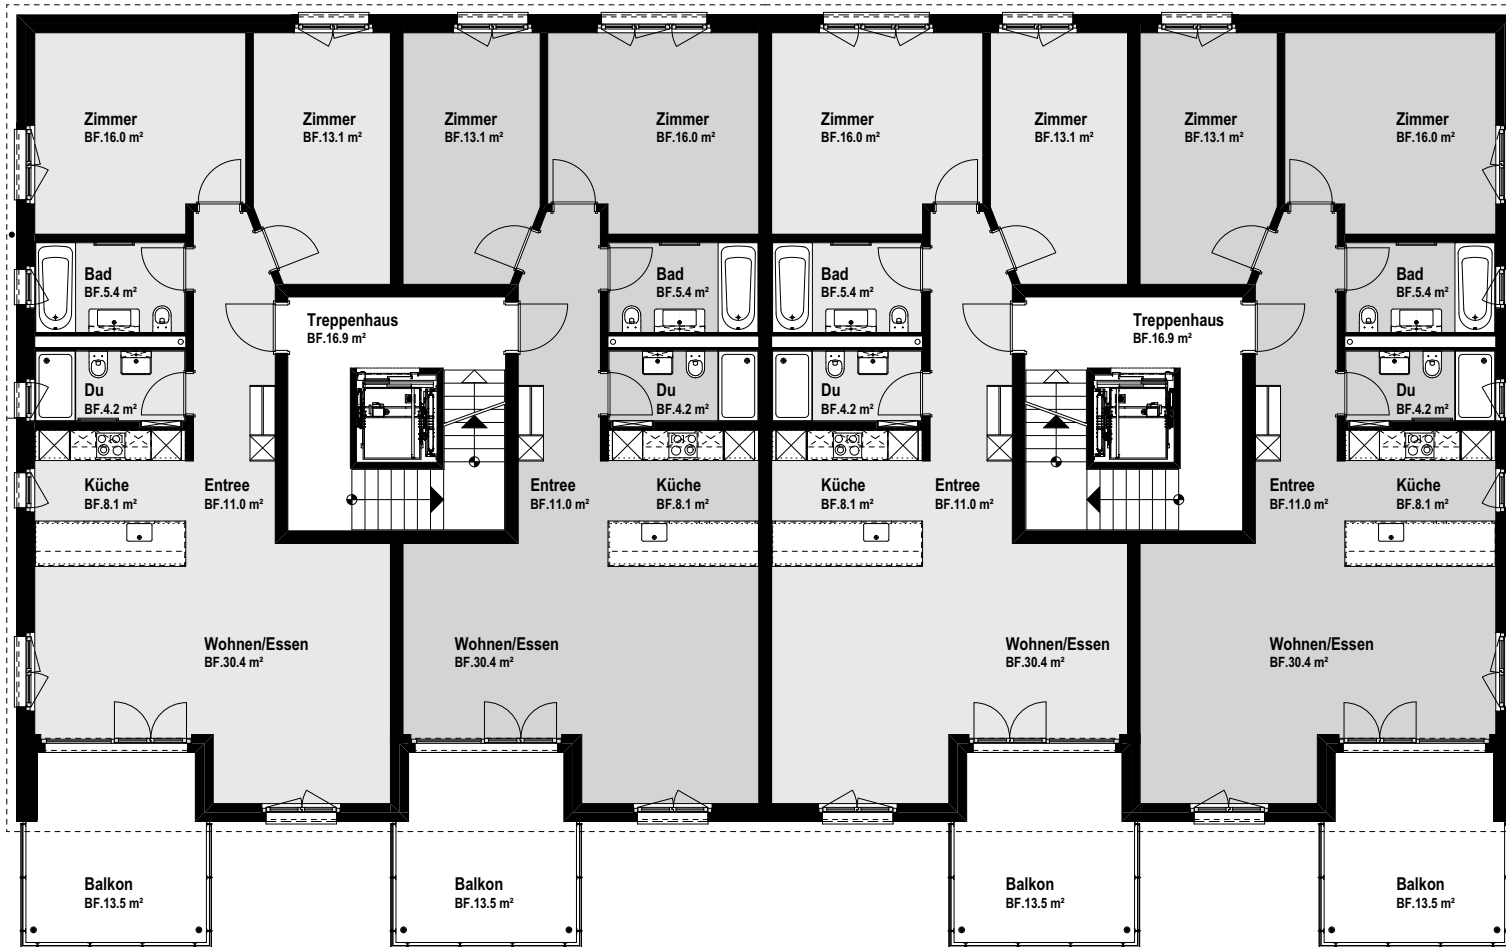 Zimmer
BF.16.0 m²
Zimmer
BF.13.1 m²
Zimmer
BF.13.1 m²
Zimmer
BF.16.0 m²
Zimmer
BF.16.0 m²
Zimmer
BF.13.1 m²
Zimmer
BF.13.1 m²
Zimmer
BF.16.0 m²
Bad
BF.5.4 m²
Bad
BF.5.4 m²
Bad
BF.5.4 m²
Bad
BF.5.4 m²
Treppenhaus
BF.16.9 m²
Treppenhaus
BF.16.9 m²
Du
BF.4.2 m²
Du
BF.4.2 m²
Du
BF.4.2 m²
Du
BF.4.2 m²
Küche
BF.8.1 m²
Entree
BF.11.0 m²
Entree
BF.11.0 m²
Küche
BF.8.1 m²
Küche
BF.8.1 m²
Entree
BF.11.0 m²
Entree
BF.11.0 m²
Küche
BF.8.1 m²
Wohnen/Essen
BF.30.4 m²
Wohnen/Essen
BF.30.4 m²
Wohnen/Essen
BF.30.4 m²
Wohnen/Essen
BF.30.4 m²
Balkon
BF.13.5 m²
Balkon
BF.13.5 m²
Balkon
BF.13.5 m²
Balkon
BF.13.5 m²